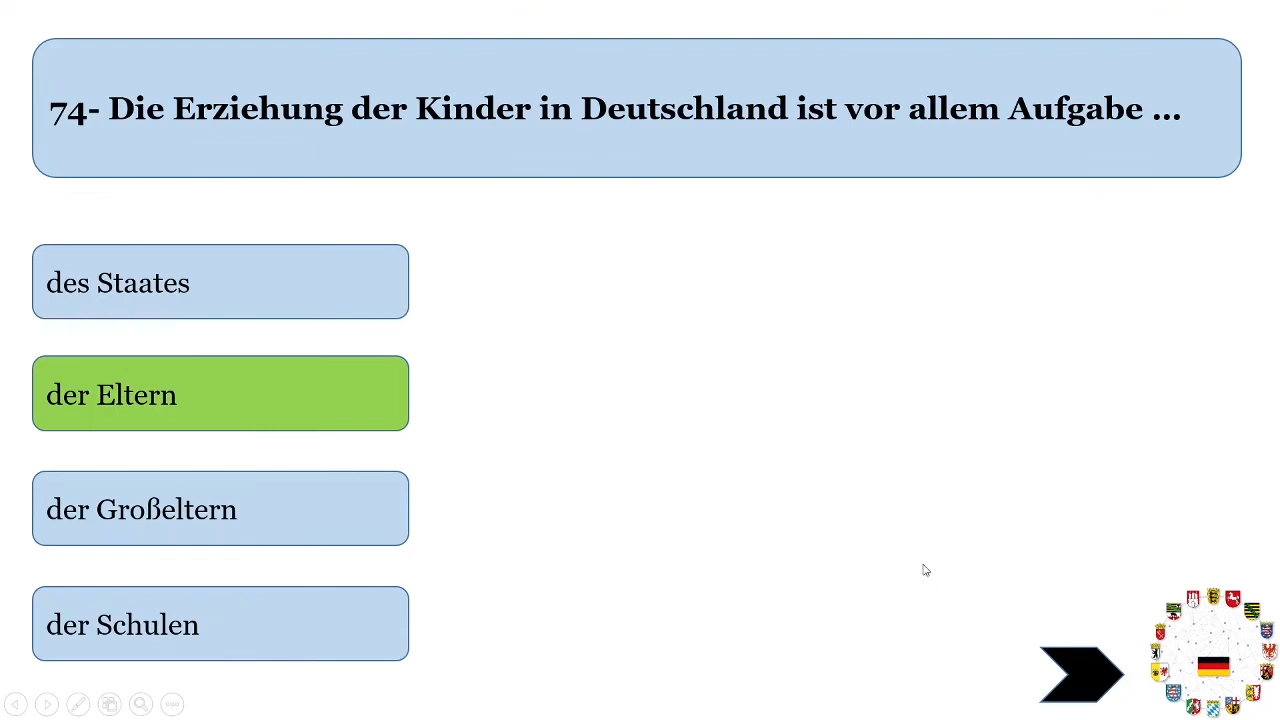 74- Die Erziehung der Kinder in Deutschland ist vor allem Aufgabe ...
des Staates
der Eltern
der Großeltern
der Schulen